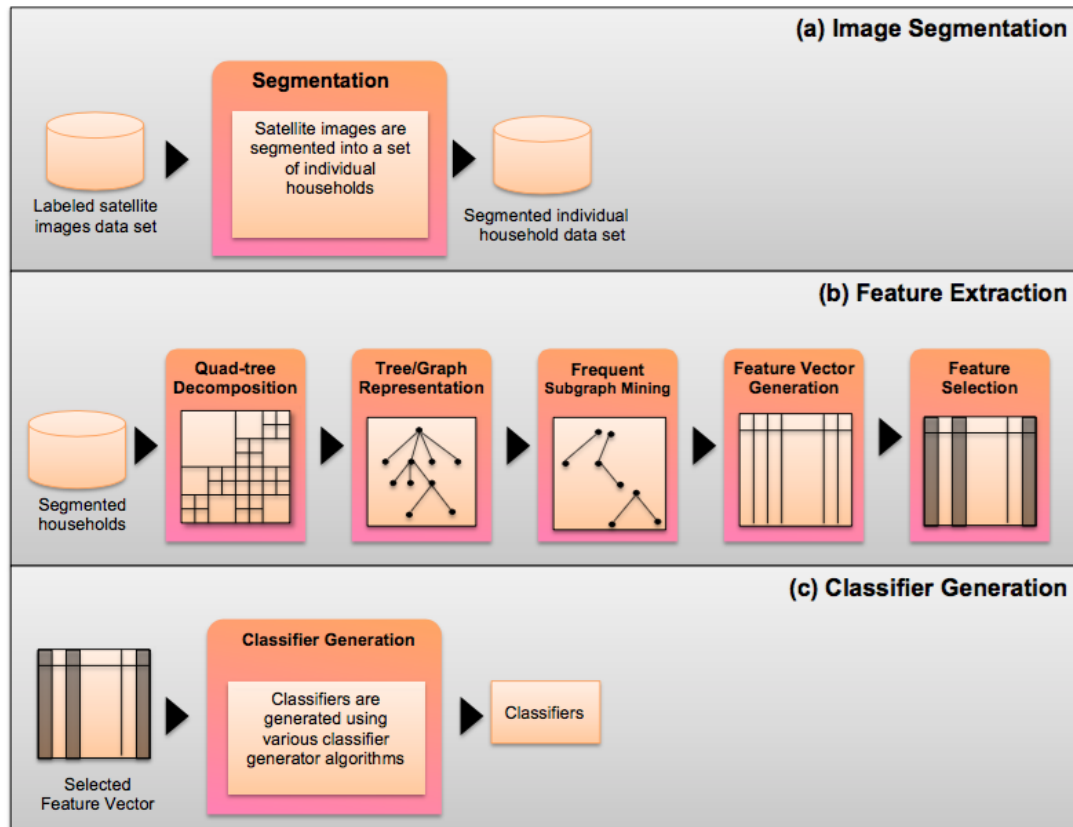 (a) Image Segmentation
Segmentation
Satellite images are
segmented into a set
of individual
households
Labeled satellite
images data set
Segmented individual
household data set
(b) Feature Extraction
Quad-tree
Decomposition
Tree/Graph
Representation
Frequent
Subgraph Mining
Feature Vector
Generation
Feature
Selection
Segmented
households
(c) Classifier Generation
Classifier Generation
Classifiers are
generated using
various classifier
generator algorithms
Classifiers
Selected
Feature Vector